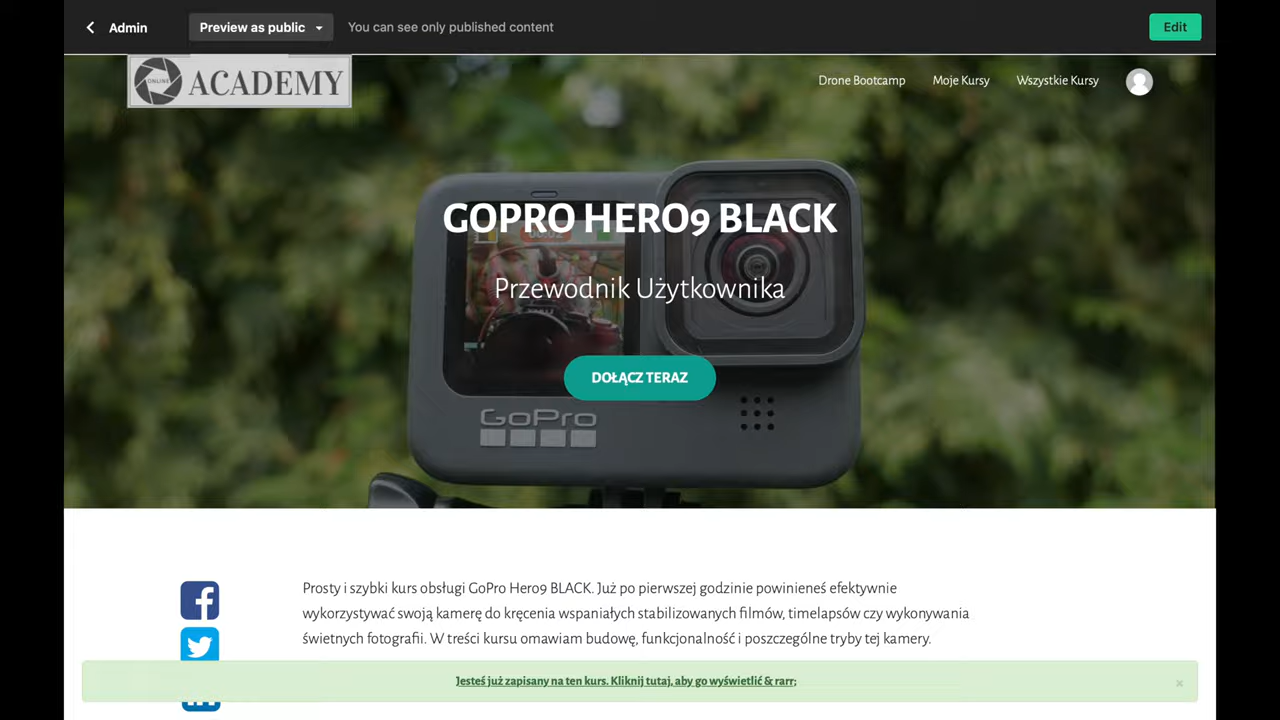 Admin
Preview as public
You can see only published content
Edit
ONLINE
ACADEMY
Drone Bootcamp
Moje Kursy
Wszystkie Kursy
GOPRO HERO9 BLACK
Przewodnik Użytkownika
DOŁĄCZ TERAZ
GoPro
Prosty i szybki kurs obsługi GoPro Hero9 BLACK. Już po pierwszej godzinie powinieneś efektywnie
wykorzystywać swoją kamerę do kręcenia wspaniałych stabilizowanych filmów, timelapsów czy wykonywania
świetnych fotografii. W treści kursu omawiam budowę, funkcjonalność i poszczególne tryby tej kamery.
Jesteś już zapisany na ten kurs. Kliknij tutaj, aby go wyświetlić & rarr;
×